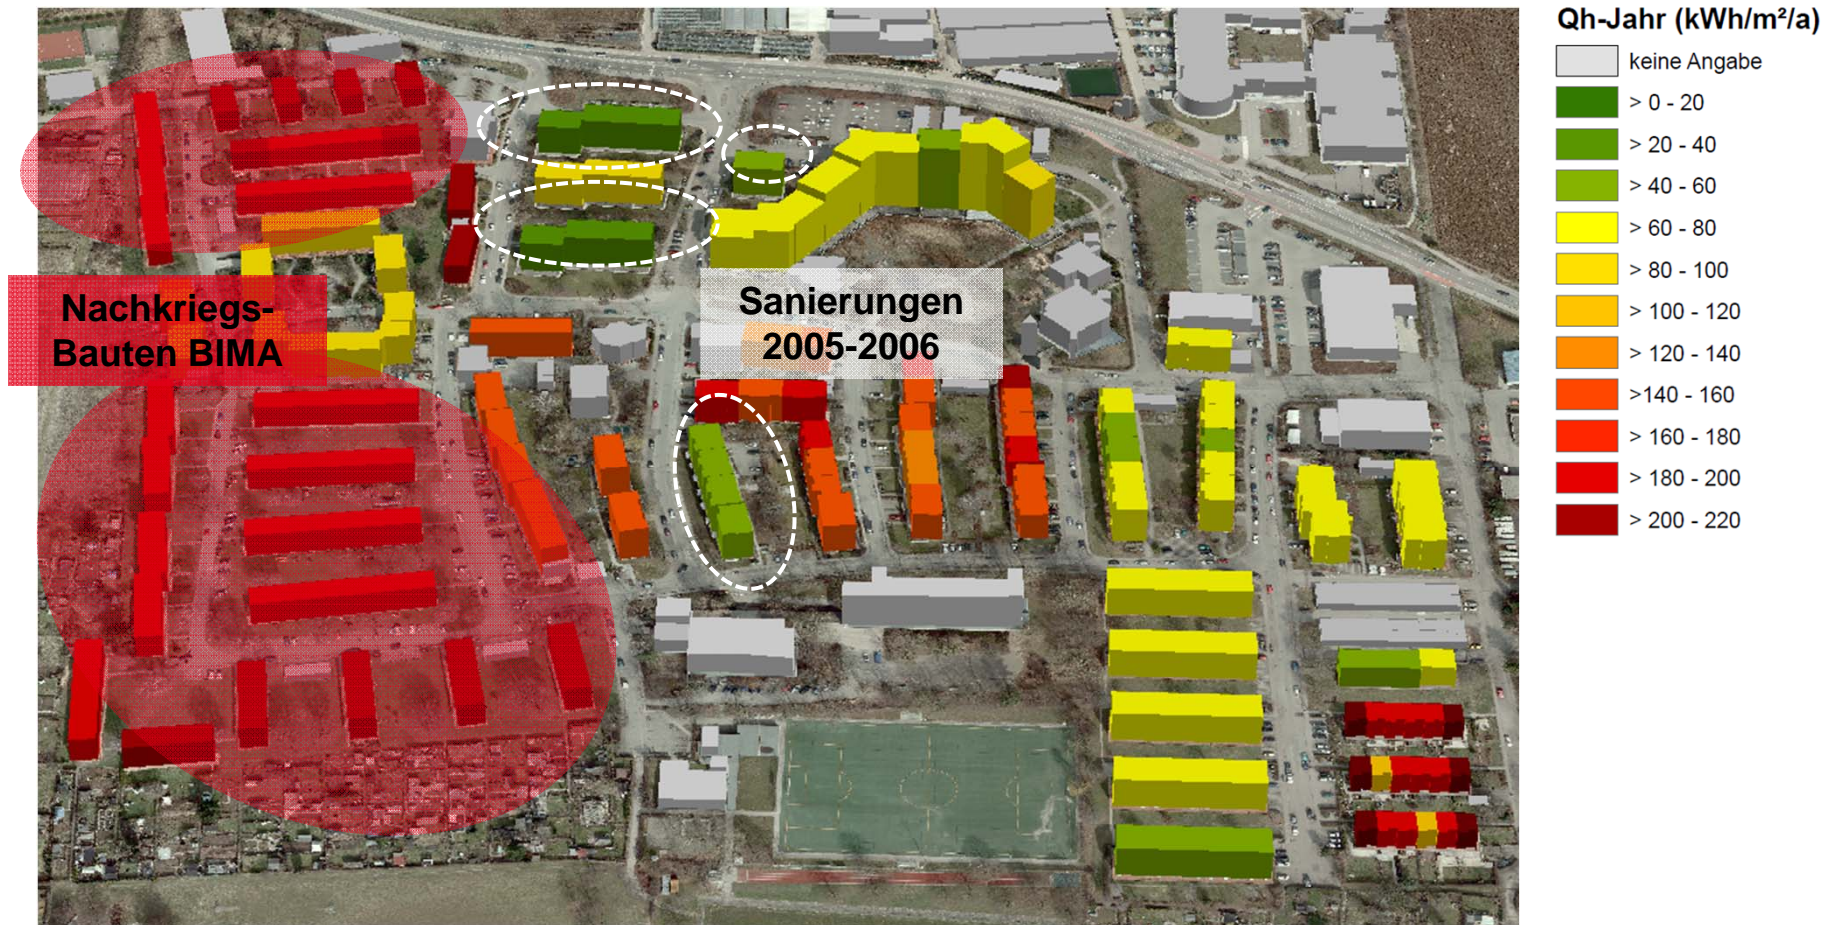 Qh-Jahr (kWh/m²/a)
keine Angabe
> 0 - 20
> 20 - 40
> 40 - 60
> 60 - 80
> 80 - 100
> 100 - 120
> 120 - 140
>140 - 160
> 160 - 180
> 180 - 200
> 200 - 220
Nachkriegs-
Bauten BIMA
Sanierungen
2005-2006